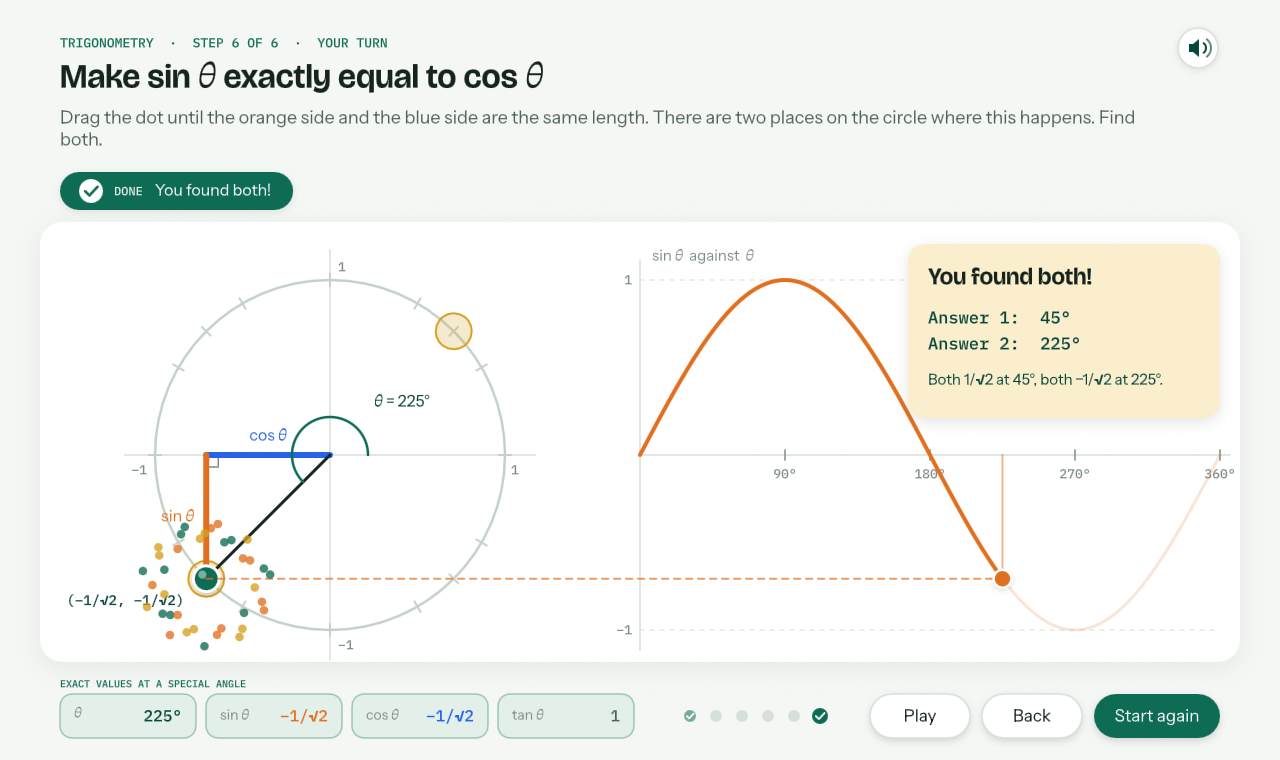 TRIGONOMETRY · STEP 6 OF 6 · YOUR TURN
Make sin θ exactly equal to cos θ
Drag the dot until the orange side and the blue side are the same length. There are two places on the circle where this happens. Find
both.
DONE You found both!
sin θ against θ
1
1
You found both!
Answer 1: 45°
Answer 2: 225°
Both 1/√2 at 45°, both −1/√2 at 225°.
θ = 225°
cos θ
−1
1
90°
180°
270°
360°
sin θ
(−1/√2, −1/√2)
−1
−1
EXACT VALUES AT A SPECIAL ANGLE
θ 225°
sin θ −1/√2
cos θ −1/√2
tan θ 1
Play
Back
Start again